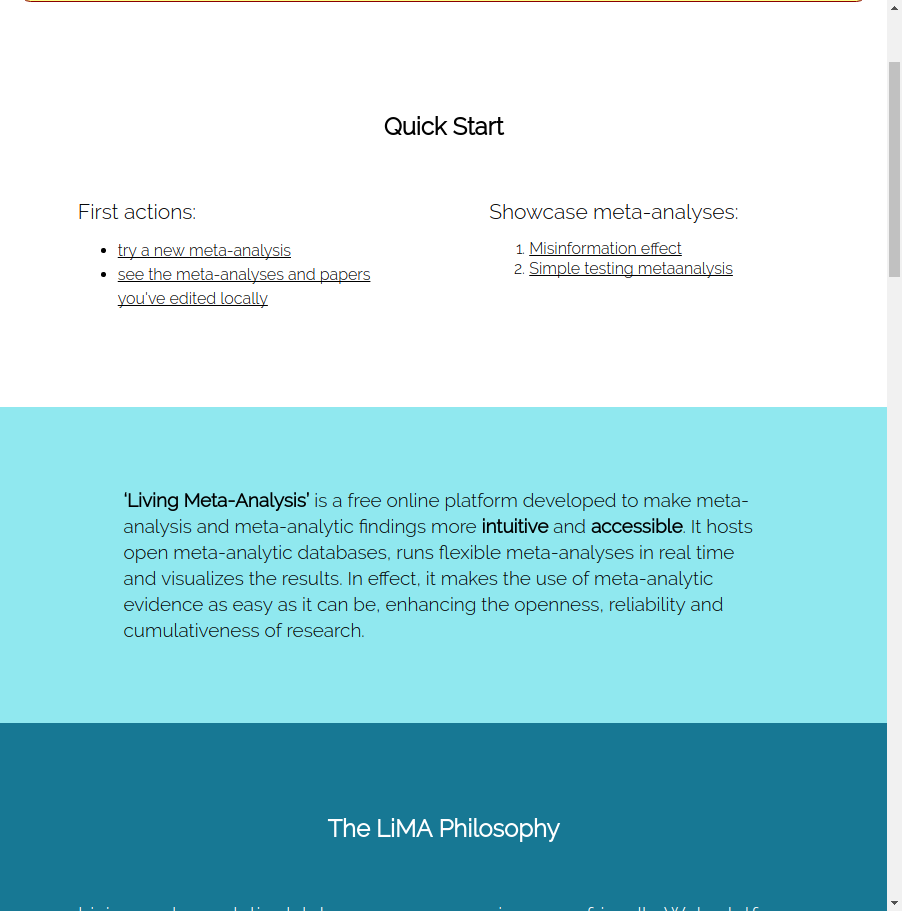 Quick Start
First actions:
try a new meta-analysis
see the meta-analyses and papers
you've edited locally
Showcase meta-analyses:
1. Misinformation effect
2. Simple testing metaanalysis
‘Living Meta-Analysis’ is a free online platform developed to make meta-
analysis and meta-analytic findings more intuitive and accessible. It hosts
open meta-analytic databases, runs flexible meta-analyses in real time
and visualizes the results. In effect, it makes the use of meta-analytic
evidence as easy as it can be, enhancing the openness, reliability and
cumulativeness of research.
The LiMA Philosophy